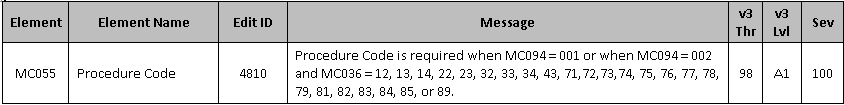 Element Element Name Edit ID Message v3 Thr v3 Lvl Sev
MC055 Procedure Code 4810 Procedure Code is required when MC094=001 or when MC094=002
and MC036=12, 13, 14, 22, 23, 32, 33, 34, 43, 71,72,73,74, 75, 76, 77, 78,
79, 81, 82, 83, 84, 85, or 89. 98 A1 100